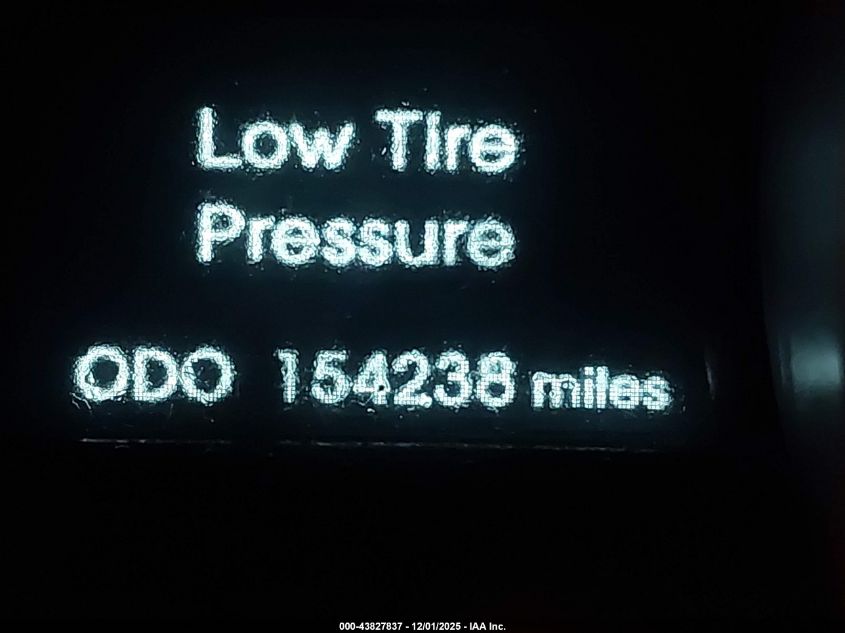 Low Tire
Pressure
ODO 154238 miles
000-43827837 - 12/01/2025 - IAA Inc.